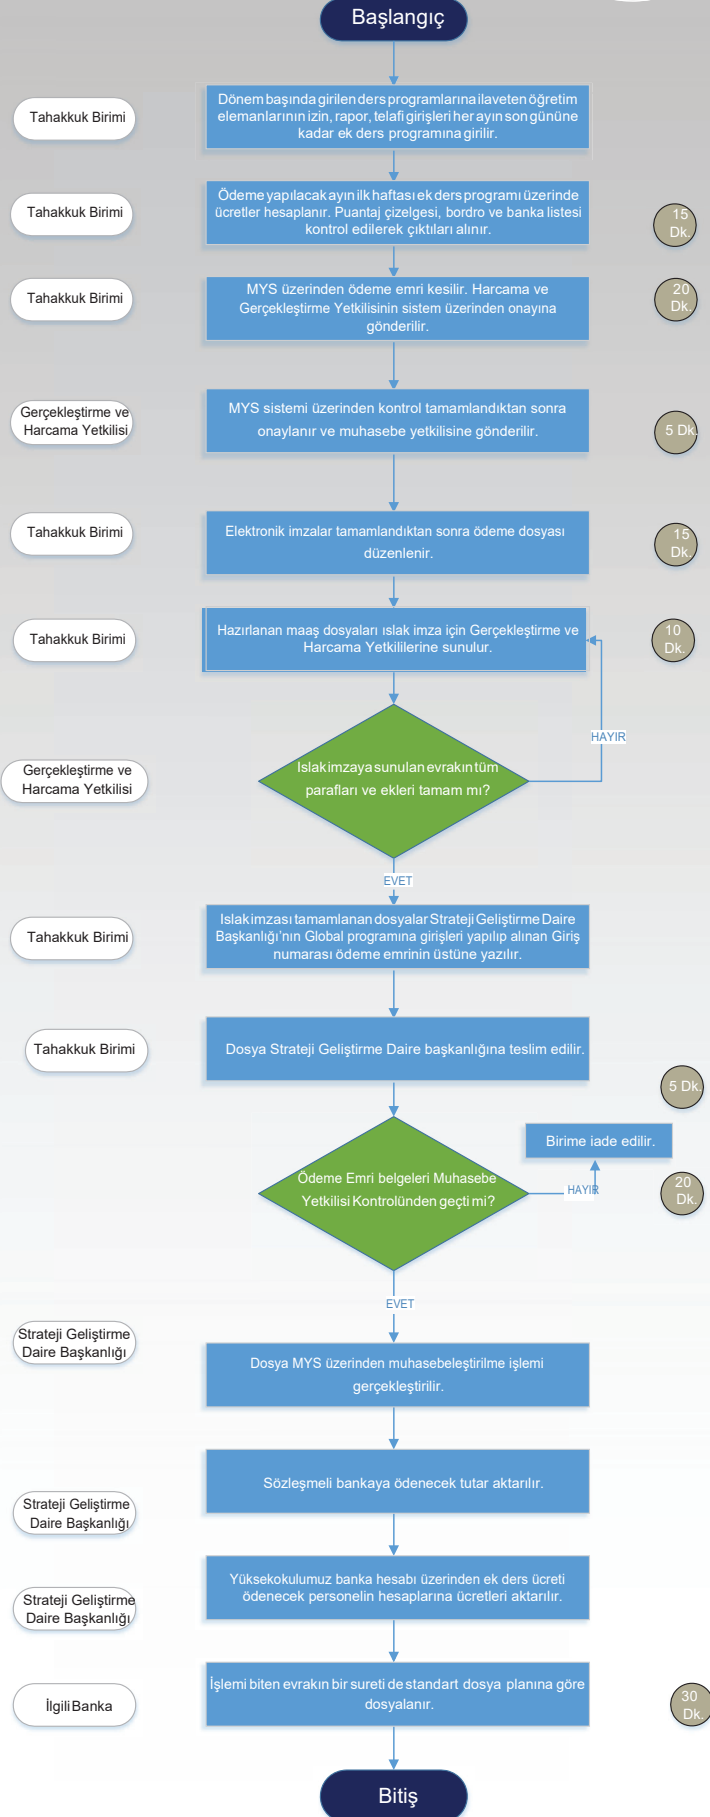 Başlangıç
Tahakkuk Birimi
Dönem başında girilen ders programlarına ilaveten öğretim
elemanlarının izin, rapor, telafi girişleri her ayın son gününe
kadar ek ders programına girilir.
Tahakkuk Birimi
Ödeme yapılacak ayın ilk haftası ek ders programı üzerinde
ücretler hesaplanır. Puantaj çizelgesi, bordro ve banka listesi
kontrol edilerek çıktıları alınır.
15
Dk.
Tahakkuk Birimi
MYS üzerinden ödeme emri kesilir. Harcama ve
Gerçekleştirme Yetkilisinin sistem üzerinden onayına
gönderilir.
20
Dk.
Gerçekleştirme ve
Harcama Yetkilisi
MYS sistemi üzerinden kontrol tamamlandıktan sonra
onaylanır ve muhasebe yetkilisine gönderilir.
5 Dk.
Tahakkuk Birimi
Elektronik imzalar tamamlandıktan sonra ödeme dosyası
düzenlenir.
15
Dk.
Tahakkuk Birimi
Hazırlanan maaş dosyaları ıslak imza için Gerçekleştirme ve
Harcama Yetkililerine sunulur.
10
Dk.
HAYIR
Gerçekleştirme ve
Harcama Yetkilisi
Islak imzaya sunulan evrakın tüm
parafları ve ekleri tamam mı?
EVET
Tahakkuk Birimi
Islak imzası tamamlanan dosyalar Strateji Geliştirme Daire
Başkanlığı'nın Global programına girişleri yapılıp alınan Giriş
numarası ödeme emrinin üstüne yazılır.
Tahakkuk Birimi
Dosya Strateji Geliştirme Daire başkanlığına teslim edilir.
5 Dk.
Birime iade edilir.
Ödeme Emri belgeleri Muhasebe
Yetkilisi Kontrolünden geçti mi?
HAYIR
20
Dk.
EVET
Strateji Geliştirme
Daire Başkanlığı
Dosya MYS üzerinden muhasebeleştirilme işlemi
gerçekleştirilir.
Sözleşmeli bankaya ödenecek tutar aktarılır.
Strateji Geliştirme
Daire Başkanlığı
Yüksekokulumuz banka hesabı üzerinden ek ders ücreti
ödenecek personelin hesaplarına ücretleri aktarılır.
Strateji Geliştirme
Daire Başkanlığı
İşlemi biten evrakın bir sureti de standart dosya planına göre
dosyalanır.
İlgili Banka
30
Dk.
Bitiş